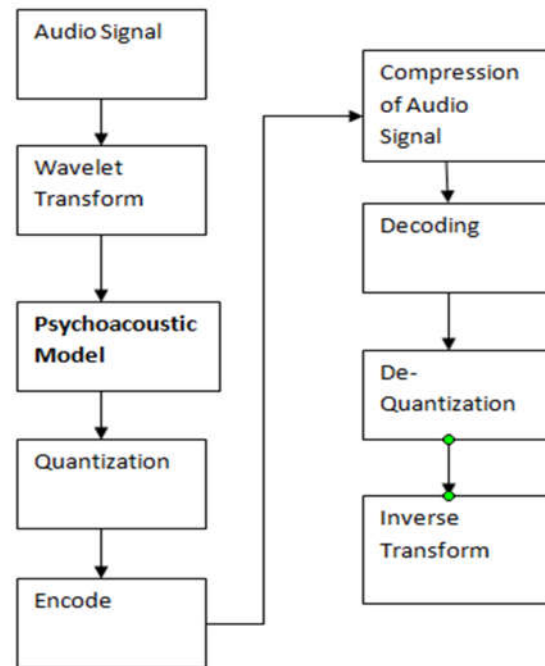 Audio Signal
Wavelet
Transform
Psychoacoustic
Model
Quantization
Encode
Compression
of Audio
Signal
Decoding
De-
Quantization
Inverse
Transform